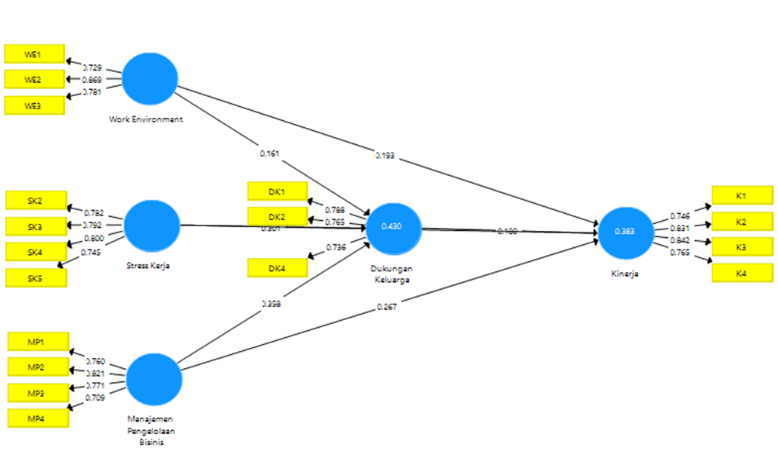 WE1
0.729
WE2
0.869
0.781
WE3
Work Environment
0.161
0.193
SK2
0.782
SK3
0.792
SK4
0.800
0.745
SK5
Stress Kerja
DK1
0.788
DK2
0.765
0.736
DK4
0.430
Dukungan
Keluarga
0.383
Kinerja
K1
0.746
K2
0.831
K3
0.842
0.765
K4
0.358
0.267
MP1
0.760
MP2
0.821
MP3
0.771
0.709
MP4
Manajemen
Pengelolaan
Bisinis